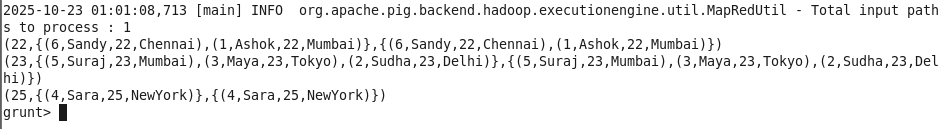 2025-10-23 01:01:08,713 [main] INFO  org.apache.pig.backend.hadoop.executionengine.util.MapRedUtil - Total input path
s to process : 1
(22,{(6,Sandy,22,Chennai),(1,Ashok,22,Mumbai)},{(6,Sandy,22,Chennai),(1,Ashok,22,Mumbai)})
(23,{(5,Suraj,23,Mumbai),(3,Maya,23,Tokyo),(2,Sudha,23,Delhi)},{(5,Suraj,23,Mumbai),(3,Maya,23,Tokyo),(2,Sudha,23,Del
hi)})
(25,{(4,Sara,25,NewYork)},{(4,Sara,25,NewYork)})
grunt>